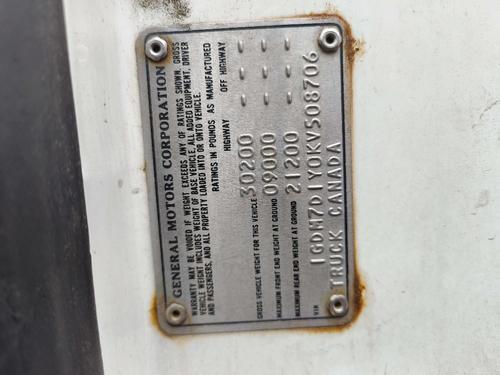 GENERAL MOTORS CORPORATION
WARRANTY MAY BE VOIDED IF WEIGHT EXCEEDS ANY OF RATINGS SHOWN. GROSS
VEHICLE WEIGHT INCLUDES WEIGHT OF BASE VEHICLE, ALL ADDED EQUIPMENT, DRIVER
AND PASSENGERS, AND ALL PROPERTY LOADED INTO OR ONTO VEHICLE.
RATINGS IN POUNDS AS MANUFACTURED
HIGHWAY OFF HIGHWAY
GROSS VEHICLE WEIGHT FOR THIS VEHICLE 30200 - - -
MAXIMUM FRONT END WEIGHT AT GROUND 09000 - - -
MAXIMUM REAR END WEIGHT AT GROUND 21200 - - -
VIN 1GDM7D1Y0KV508706
TRUCK CANADA